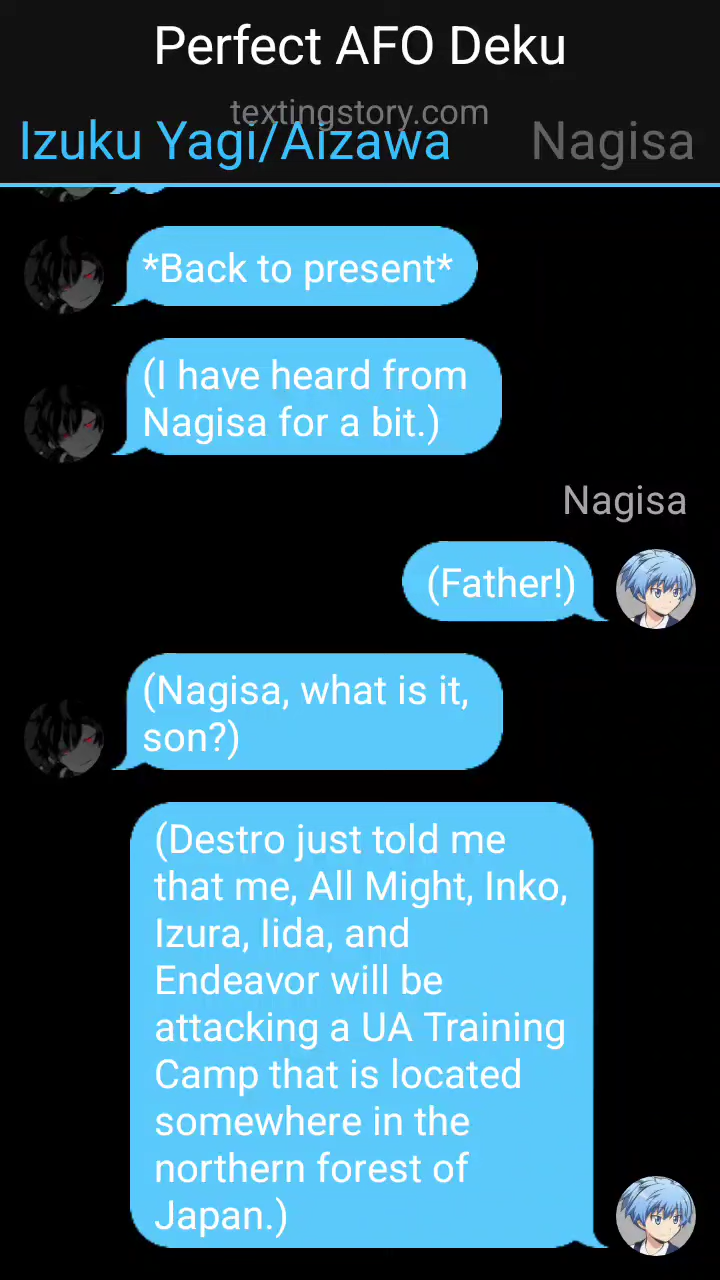 Perfect AFO Deku
textingstory.com
Izuku Yagi/Aizawa
Nagisa
*Back to present*
(I have heard from
Nagisa for a bit.)
Nagisa
(Father!)
(Nagisa, what is it,
son?)
(Destro just told me
that me, All Might, Inko,
Izura, Iida, and
Endeavor will be
attacking a UA Training
Camp that is located
somewhere in the
northern forest of
Japan.)